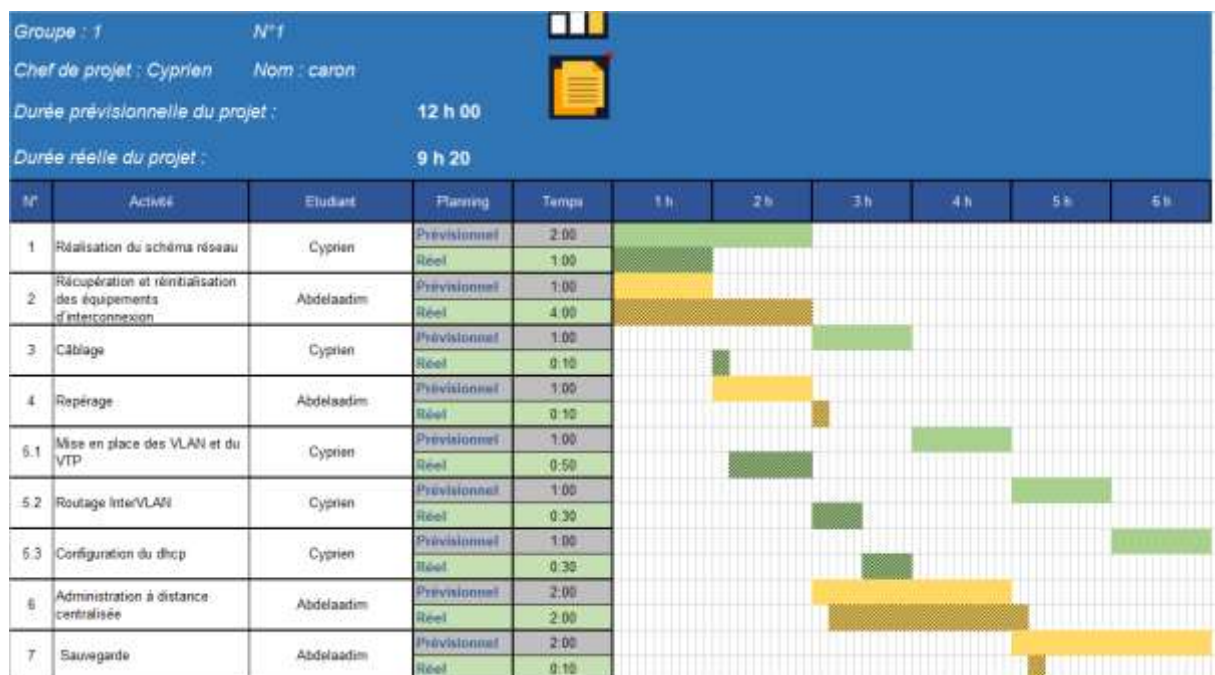 Groupe : 1 N°1
Chef de projet : Cyprien Nom : caron
Durée prévisionnelle du projet : 12 h 00
Durée réelle du projet : 9 h 20
N° Activité Etudiant Planning Temps 1 h 2 h 3 h 4 h 5 h 6 h
1 Réalisation du schéma réseau Cyprien Prévisionnel 2:00
Réel 1:00
2 Récupération et réinitialisation des équipements d'interconnexion Abdelaadim Prévisionnel 1:00
Réel 4:00
3 Câblage Cyprien Prévisionnel 1:00
Réel 0:10
4 Repérage Abdelaadim Prévisionnel 1:00
Réel 0:10
5.1 Mise en place des VLAN et du VTP Cyprien Prévisionnel 1:00
Réel 0:50
5.2 Routage InterVLAN Cyprien Prévisionnel 1:00
Réel 0:30
5.3 Configuration du dhcp Cyprien Prévisionnel 1:00
Réel 0:30
6 Administration à distance centralisée Abdelaadim Prévisionnel 2:00
Réel 2:00
7 Sauvegarde Abdelaadim Prévisionnel 2:00
Réel 0:10